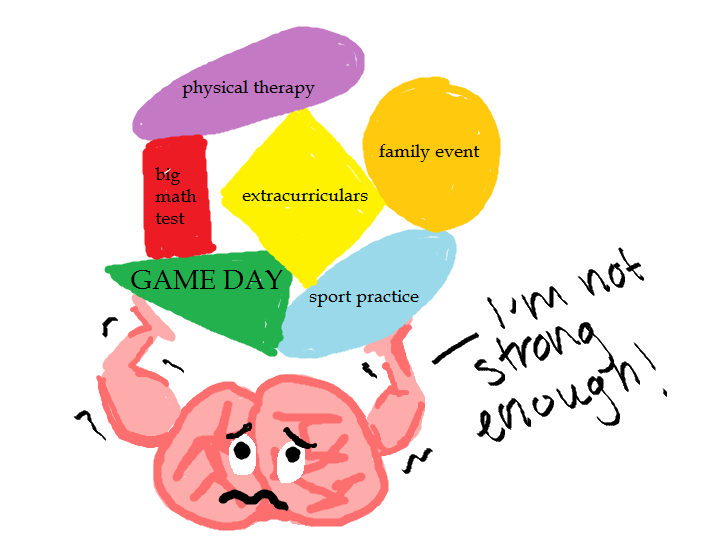 physical therapy
family event
big
math
test
extracurriculars
GAME DAY
sport practice
I'm not
strong
enough!